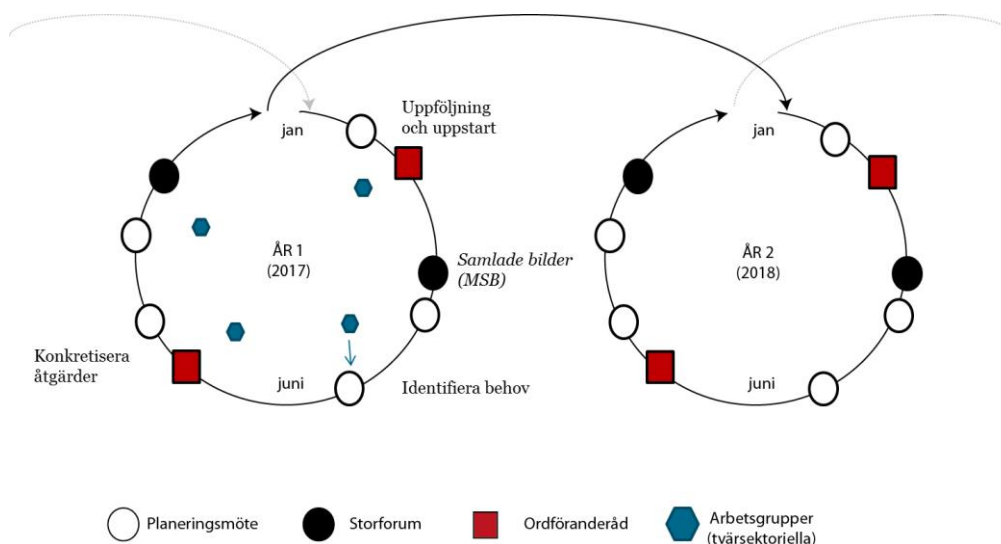 jan
Uppföljning
och uppstart
ÅR 1
(2017)
Samlade bilder
(MSB)
Konkretisera
åtgärder
juni
Identifiera behov
jan
ÅR 2
(2018)
juni
Planeringsmöte
Storforum
Ordföranderåd
Arbetsgrupper
(tvärsektoriella)